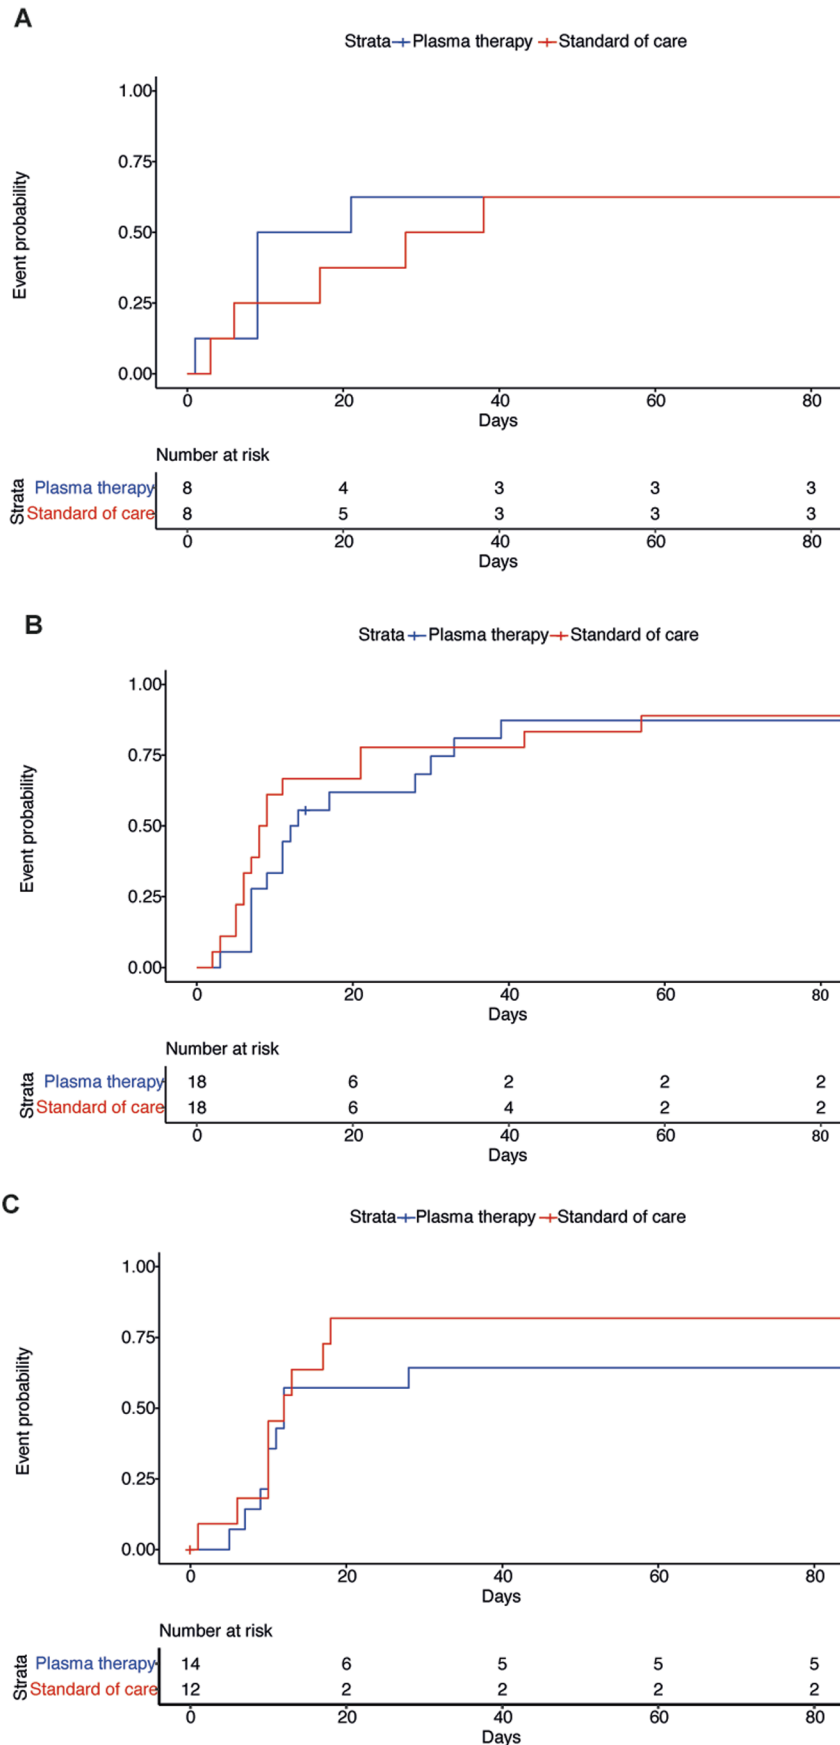 A
Strata Plasma therapy Standard of care
1.00
0.75
0.50
0.25
0.00
Event probability
0 20 40 60 80
Days
Number at risk
Strata
Plasma therapy 8 4 3 3 3
Standard of care 8 5 3 3 3
0 20 40 60 80
Days
B
Strata Plasma therapy Standard of care
1.00
0.75
0.50
0.25
0.00
Event probability
0 20 40 60 80
Days
Number at risk
Strata
Plasma therapy 18 6 2 2 2
Standard of care 18 6 4 2 2
0 20 40 60 80
Days
C
Strata Plasma therapy Standard of care
1.00
0.75
0.50
0.25
0.00
Event probability
0 20 40 60 80
Days
Number at risk
Strata
Plasma therapy 14 6 5 5 5
Standard of care 12 2 2 2 2
0 20 40 60 80
Days